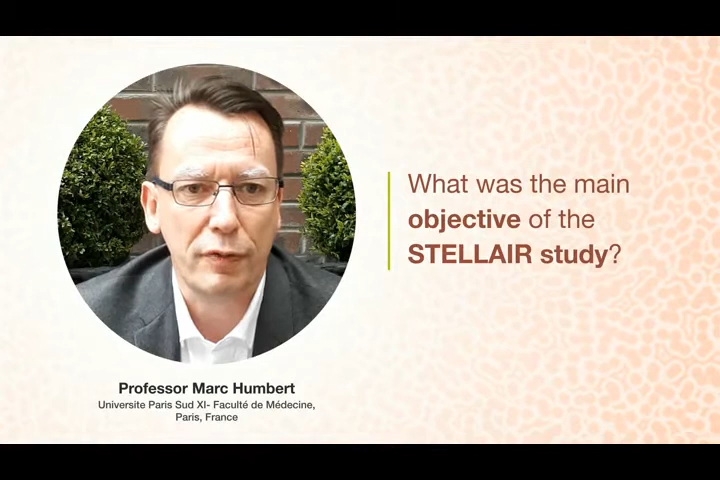 What was the main
objective of the
STELLAIR study?
Professor Marc Humbert
Universite Paris Sud XI- Faculté de Médecine,
Paris, France